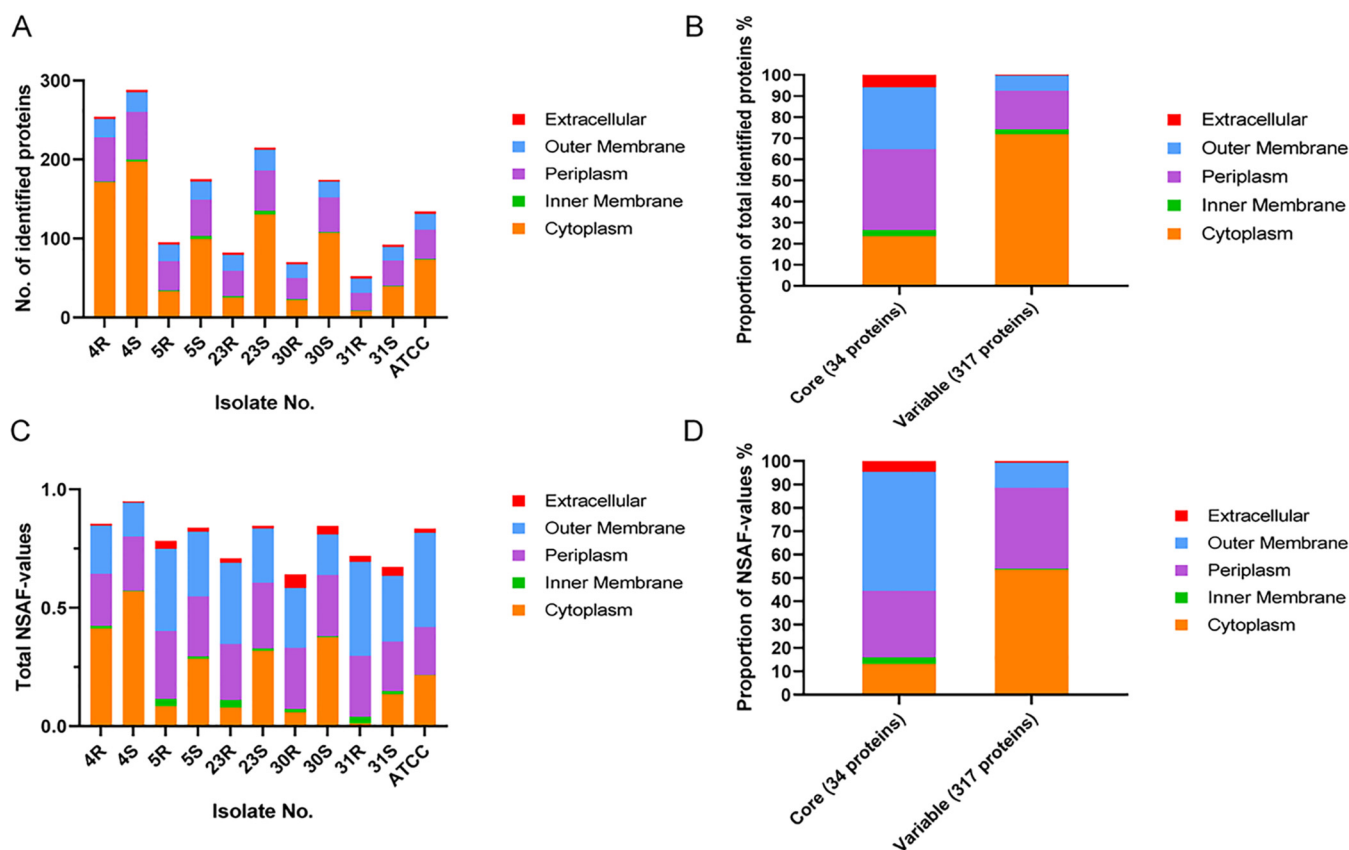 A
No. of identified proteins
300
200
100
0
4R
4S
5R
5S
23R
23S
30R
30S
31R
31S
ATCC
Isolate No.
Extracellular
Outer Membrane
Periplasm
Inner Membrane
Cytoplasm
B
Proportion of total identified proteins %
100
90
80
70
60
50
40
30
20
10
0
Core (34 proteins)
Variable (317 proteins)
Extracellular
Outer Membrane
Periplasm
Inner Membrane
Cytoplasm
C
Total NSAF-values
1.0
0.5
0.0
4R
4S
5R
5S
23R
23S
30R
30S
31R
31S
ATCC
Isolate No.
Extracellular
Outer Membrane
Periplasm
Inner Membrane
Cytoplasm
D
Proportion of NSAF-values %
100
90
80
70
60
50
40
30
20
10
0
Core (34 proteins)
Variable (317 proteins)
Extracellular
Outer Membrane
Periplasm
Inner Membrane
Cytoplasm